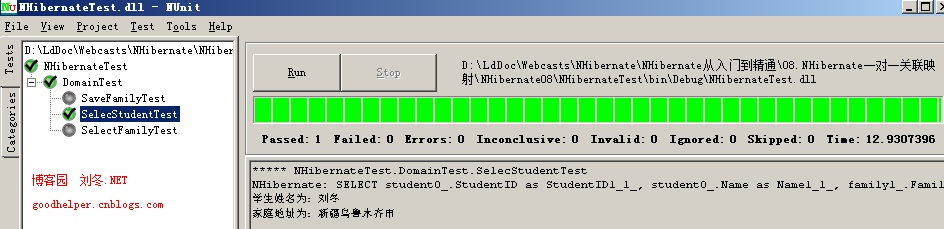 NHibernateTest.dll - NUnit
File View Project Test Tools Help
Tests
Categories
D:\LdDoc\Webcasts\NHibernate\NHiber
NHibernateTest
DomainTest
SaveFamilyTest
SelecStudentTest
SelectFamilyTest
博客园 刘冬.NET
goodhelper.cnblogs.com
Run
Stop
D:\LdDoc\Webcasts\NHibernate\NHibernate从入门到精通\08. NHibernate一对一关联映
射\NHibernate08\NHibernateTest\bin\Debug\NHibernateTest.dll
Passed: 1 Failed: 0 Errors: 0 Inconclusive: 0 Invalid: 0 Ignored: 0 Skipped: 0 Time: 12.9307396
***** NHibernateTest.DomainTest.SelecStudentTest
NHibernate: SELECT student0_.StudentID as StudentID1_1_, student0_.Name as Name1_1_, family1_.Famil
学生姓名为: 刘冬
家庭地址为: 新疆乌鲁木齐市